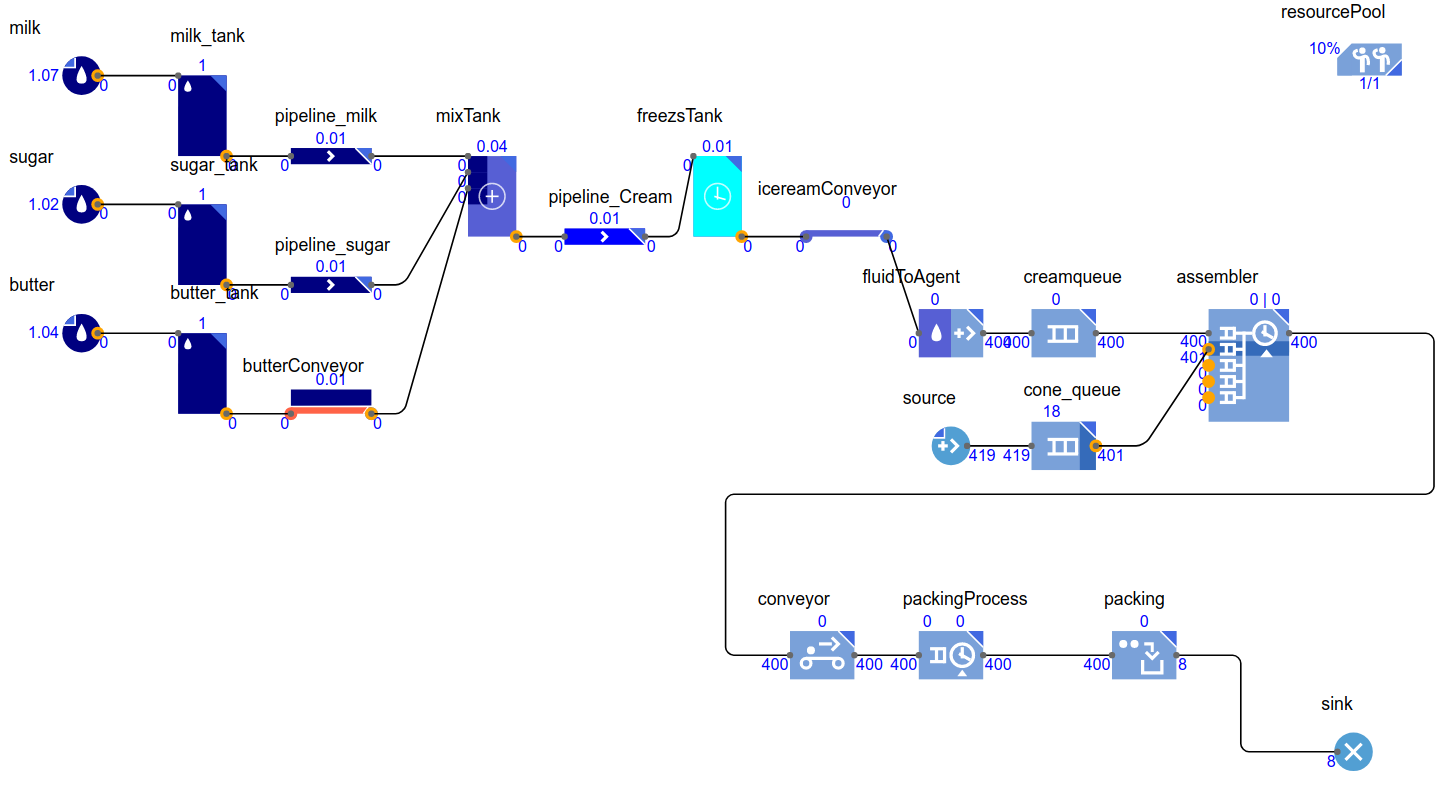 resourcePool
10%
1/1
milk
1.07
0
milk_tank
1
0
0
pipeline_milk
0.01
0
0
sugar
1.02
0
sugar_tank
1
0
0
pipeline_sugar
0.01
0
0
butter
1.04
0
butter_tank
1
0
0
butterConveyor
0.01
0
0
mixTank
0.04
0
0
0
0
pipeline_Cream
0.01
0
0
freezsTank
0.01
0
0
icereamConveyor
0
0
0
fluidToAgent
0
0
400
creamqueue
0
400
400
assembler
0 | 0
400
401
0
0
0
400
source
419
cone_queue
18
419
401
conveyor
0
400
400
packingProcess
0 0
400
400
packing
0
400
8
sink
8